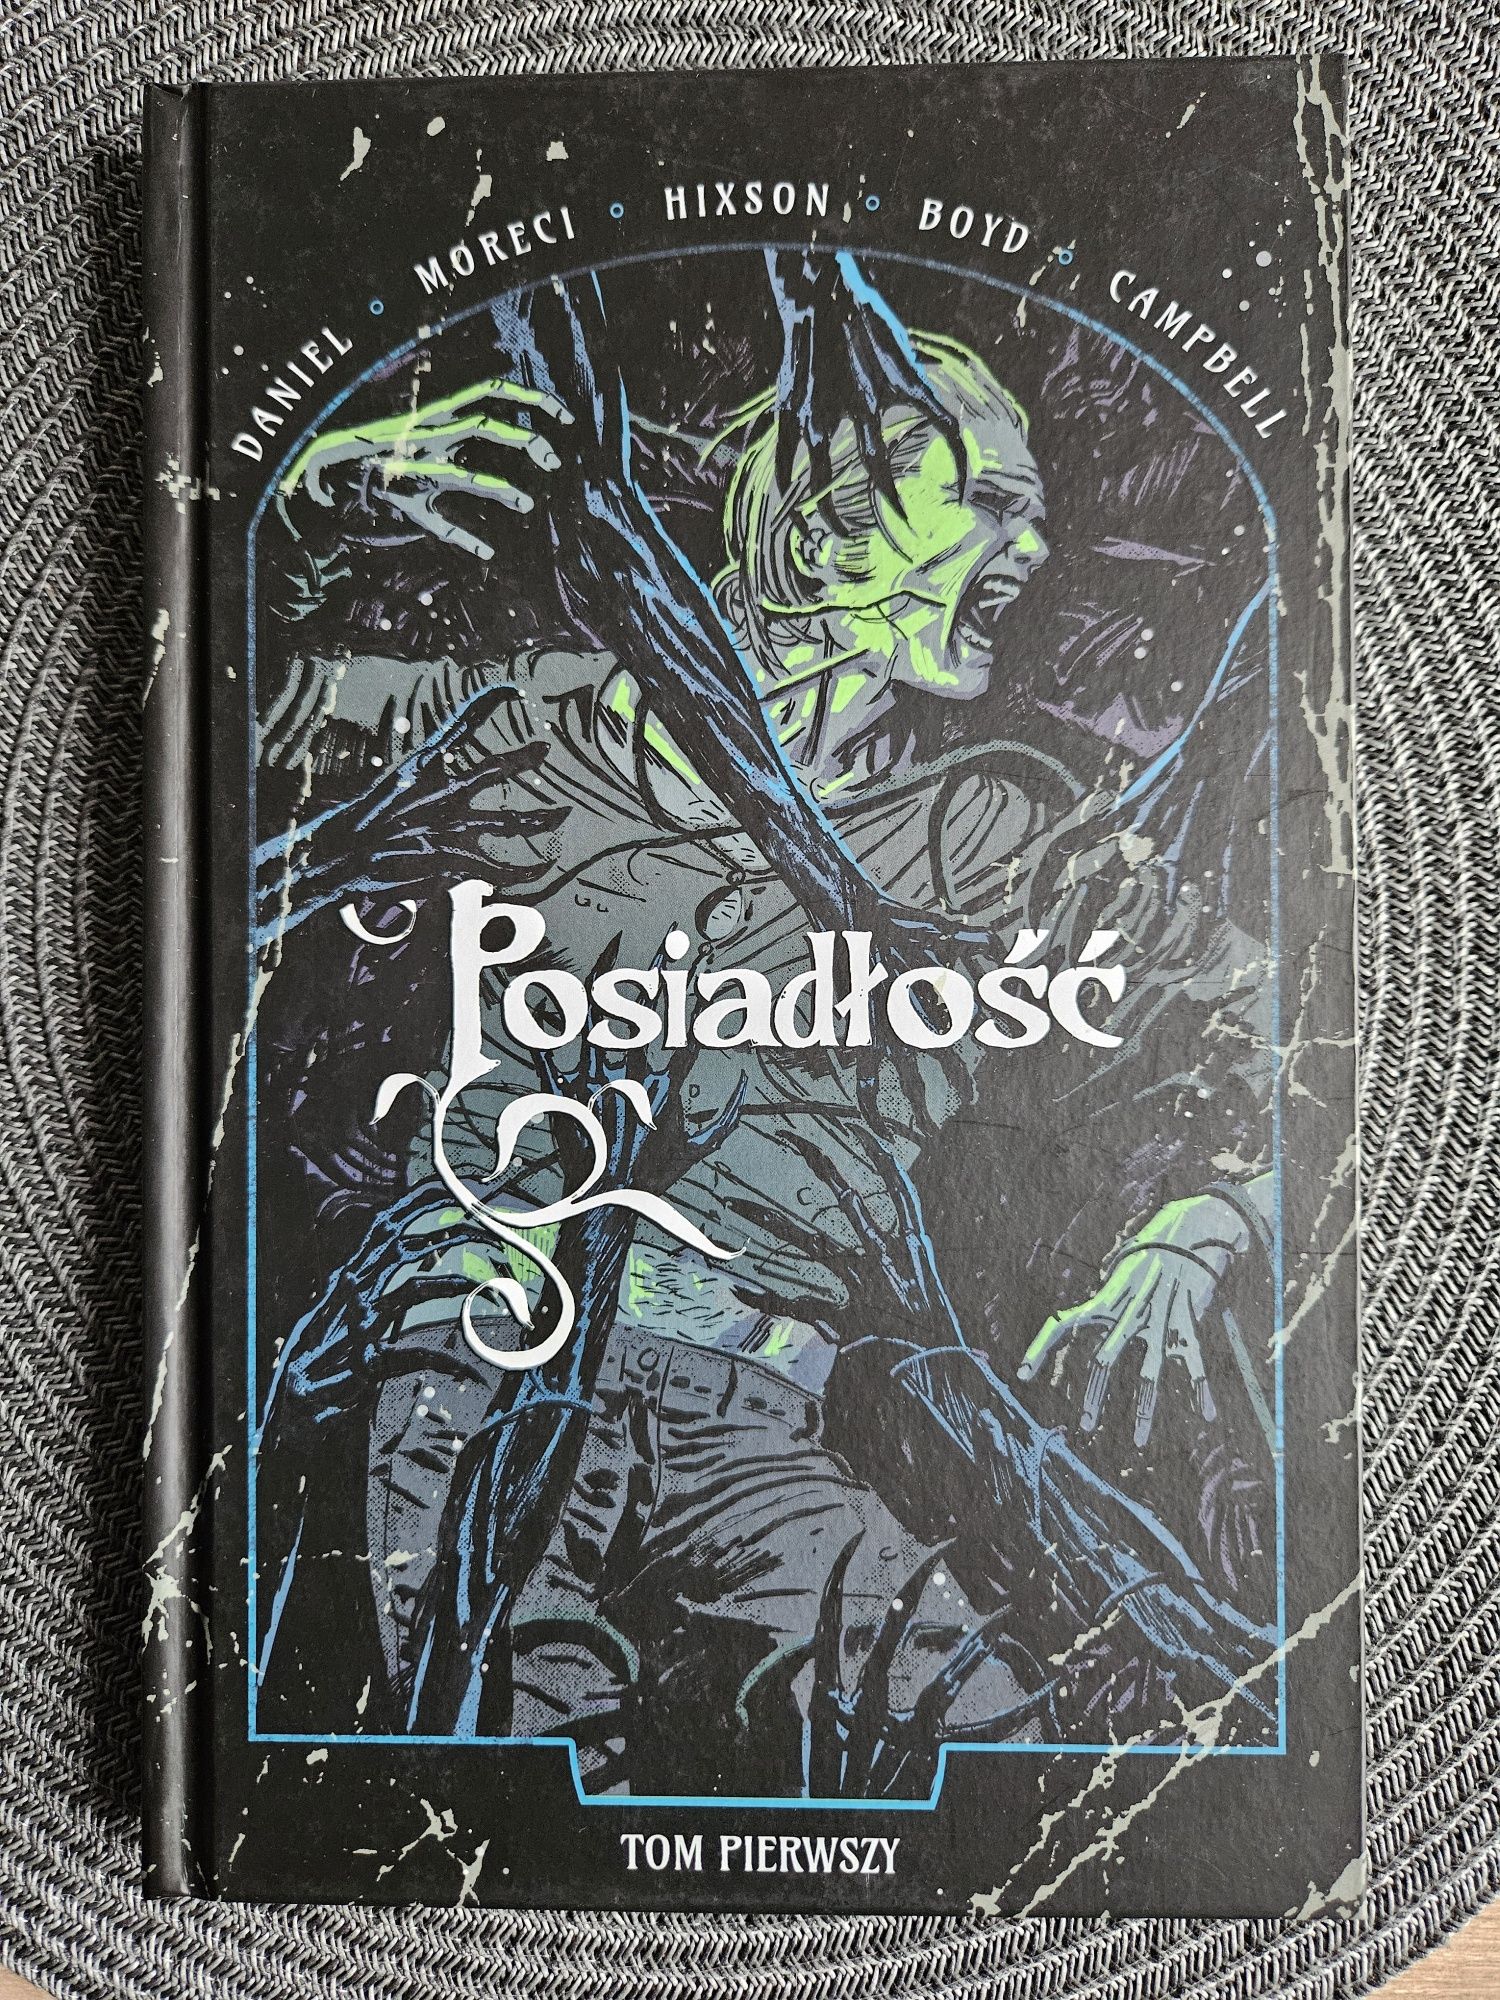 DANIEL • MORECI • HIXSON • BOYD • CAMPBELL
Posiadłość
TOM PIERWSZY